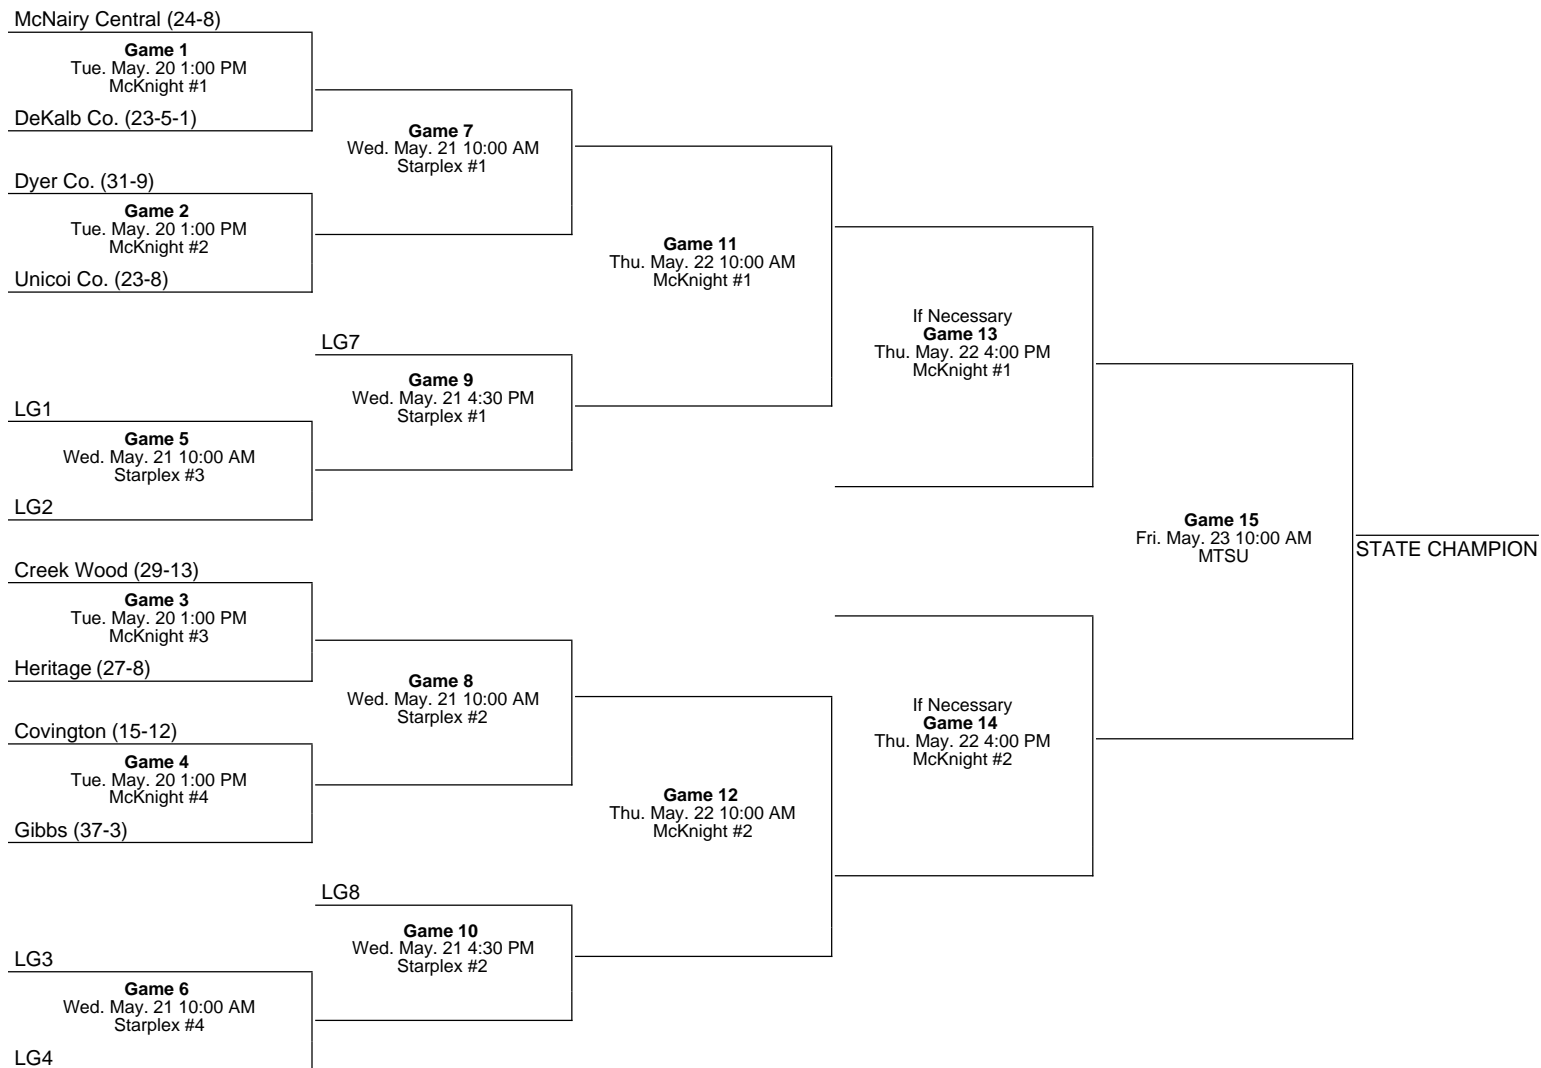 McNairy Central (24-8)
Game 1
Tue. May. 20 1:00 PM
McKnight #1
DeKalb Co. (23-5-1)
Dyer Co. (31-9)
Game 2
Tue. May. 20 1:00 PM
McKnight #2
Unicoi Co. (23-8)
LG1
Game 5
Wed. May. 21 10:00 AM
Starplex #3
LG2
Creek Wood (29-13)
Game 3
Tue. May. 20 1:00 PM
McKnight #3
Heritage (27-8)
Covington (15-12)
Game 4
Tue. May. 20 1:00 PM
McKnight #4
Gibbs (37-3)
LG3
Game 6
Wed. May. 21 10:00 AM
Starplex #4
LG4
Game 7
Wed. May. 21 10:00 AM
Starplex #1
LG7
Game 9
Wed. May. 21 4:30 PM
Starplex #1
Game 8
Wed. May. 21 10:00 AM
Starplex #2
LG8
Game 10
Wed. May. 21 4:30 PM
Starplex #2
Game 11
Thu. May. 22 10:00 AM
McKnight #1
Game 12
Thu. May. 22 10:00 AM
McKnight #2
If Necessary
Game 13
Thu. May. 22 4:00 PM
McKnight #1
If Necessary
Game 14
Thu. May. 22 4:00 PM
McKnight #2
Game 15
Fri. May. 23 10:00 AM
MTSU
STATE CHAMPION